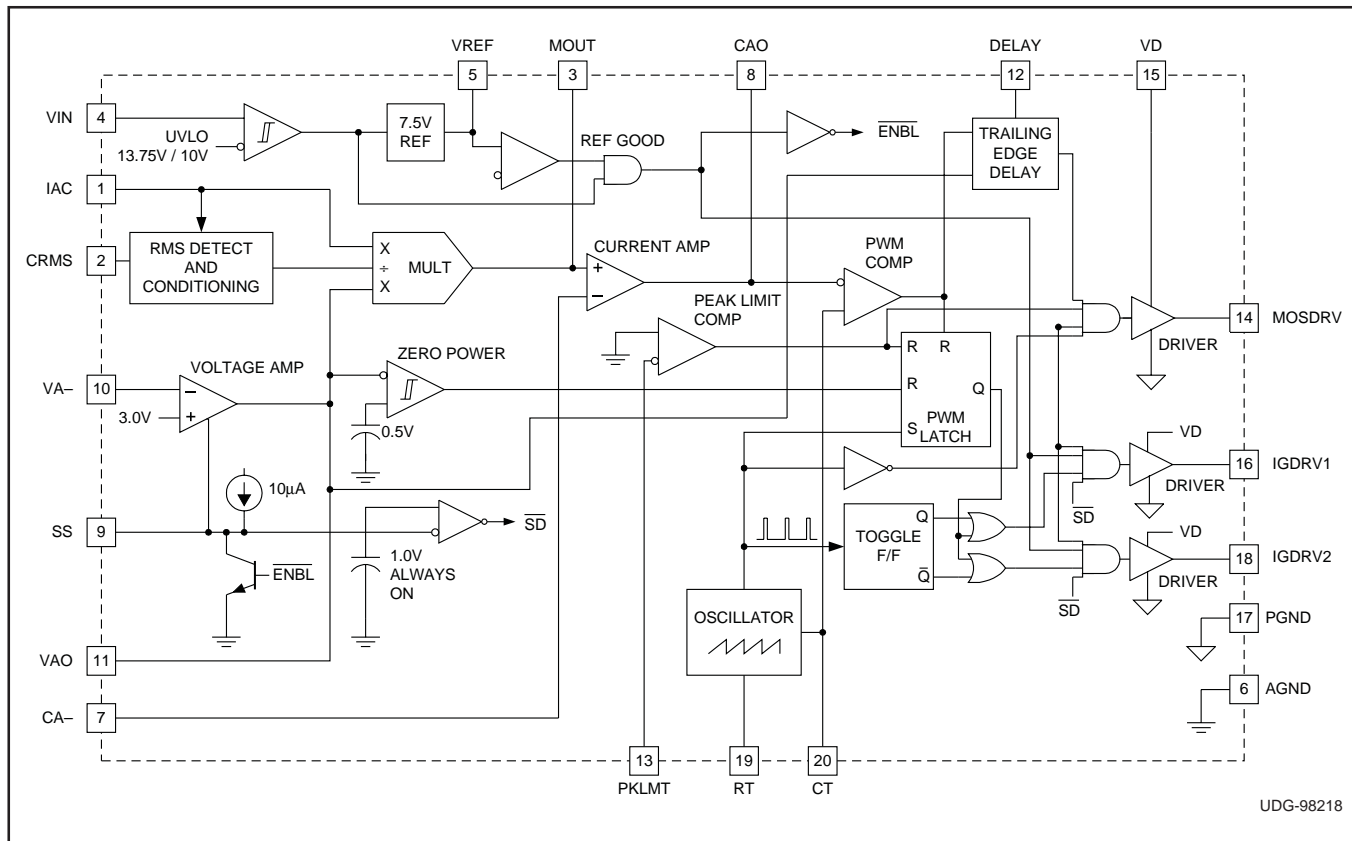 VREF
MOUT
CAO
DELAY
VD
5
3
8
12
15
VIN
4
UVLO
13.75V / 10V
7.5V
REF
REF GOOD
ENBL
TRAILING
EDGE
DELAY
IAC
1
CRMS
2
RMS DETECT
AND
CONDITIONING
X
÷
X
MULT
CURRENT AMP
+
–
PWM
COMP
PEAK LIMIT
COMP
14
MOSDRV
DRIVER
VOLTAGE AMP
ZERO POWER
VA–
10
–
+
3.0V
0.5V
R
R
R
Q
S
PWM
LATCH
VD
16
IGDRV1
DRIVER
SD
10µA
SS
9
SD
1.0V
ALWAYS
ON
ENBL
Q
TOGGLE
F/F
Q
VD
18
IGDRV2
DRIVER
SD
OSCILLATOR
17
PGND
VAO
11
6
AGND
CA–
7
13
19
20
PKLMT
RT
CT
UDG-98218